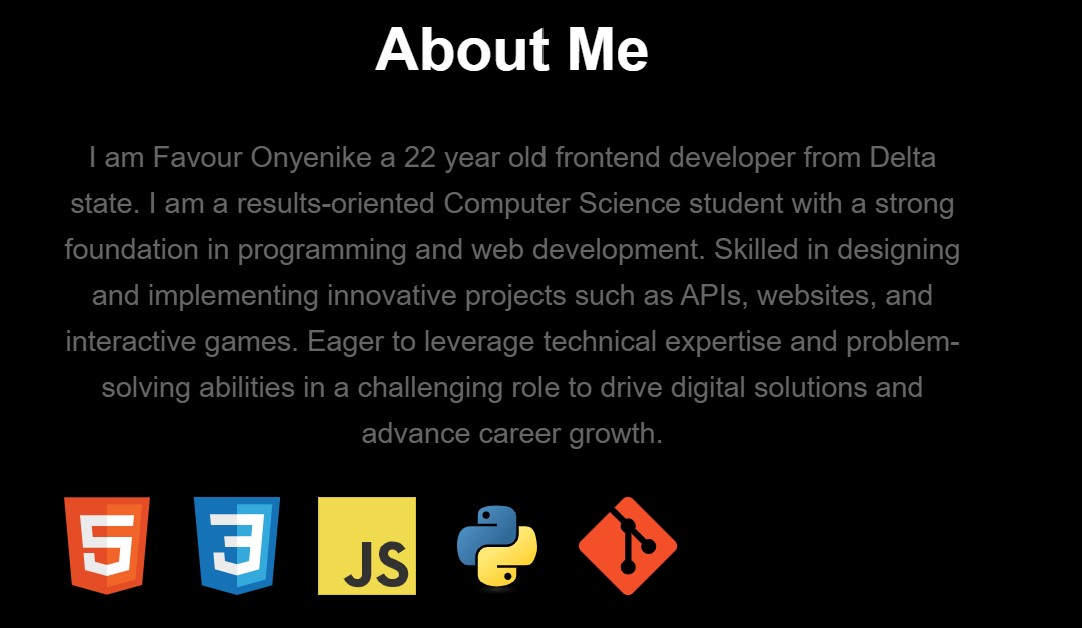 About Me
I am Favour Onyenike a 22 year old frontend developer from Delta
state. I am a results-oriented Computer Science student with a strong
foundation in programming and web development. Skilled in designing
and implementing innovative projects such as APIs, websites, and
interactive games. Eager to leverage technical expertise and problem-
solving abilities in a challenging role to drive digital solutions and
advance career growth.
5 3 JS